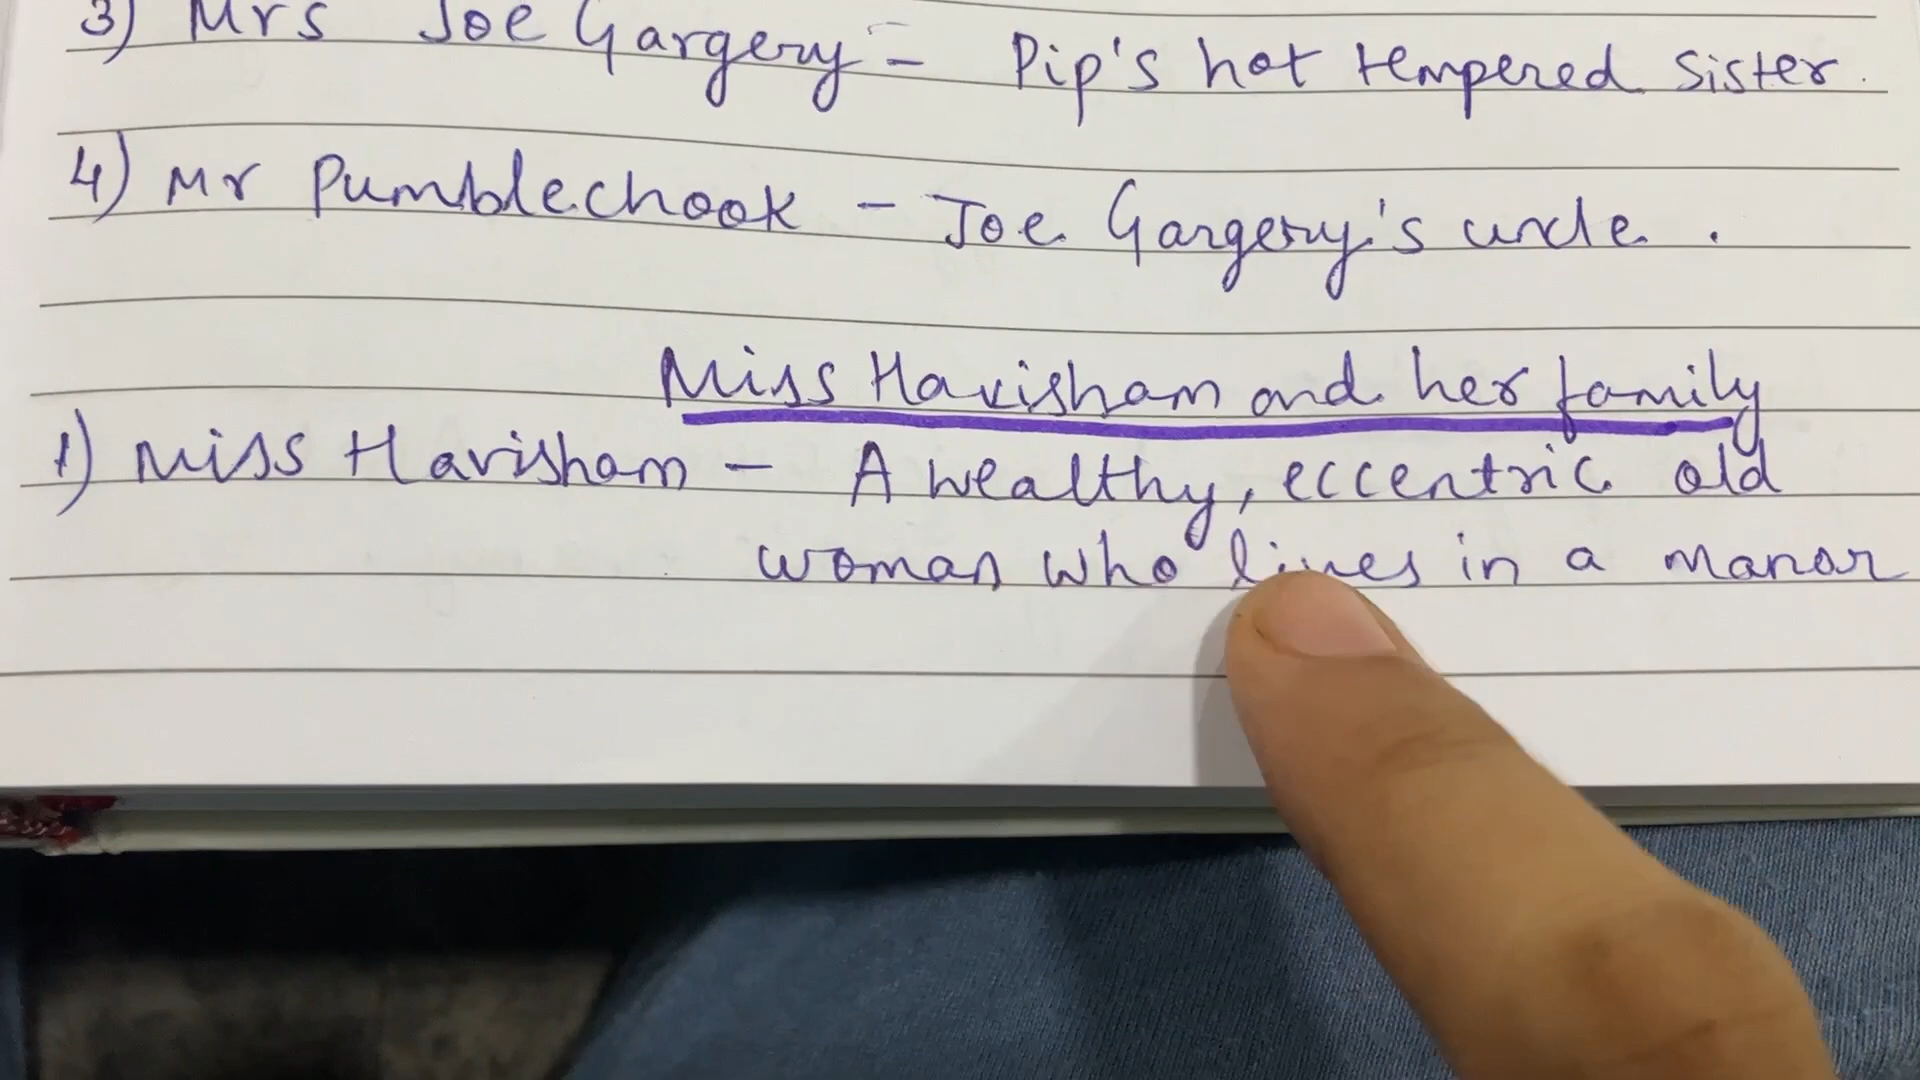 3) Mrs Joe Gargery - Pip's hot tempered sister.
4) Mr Pumblechook - Joe Gargery's uncle.
Miss Havisham and her family
1) Miss Havisham - A wealthy, eccentric old
woman who lives in a manor